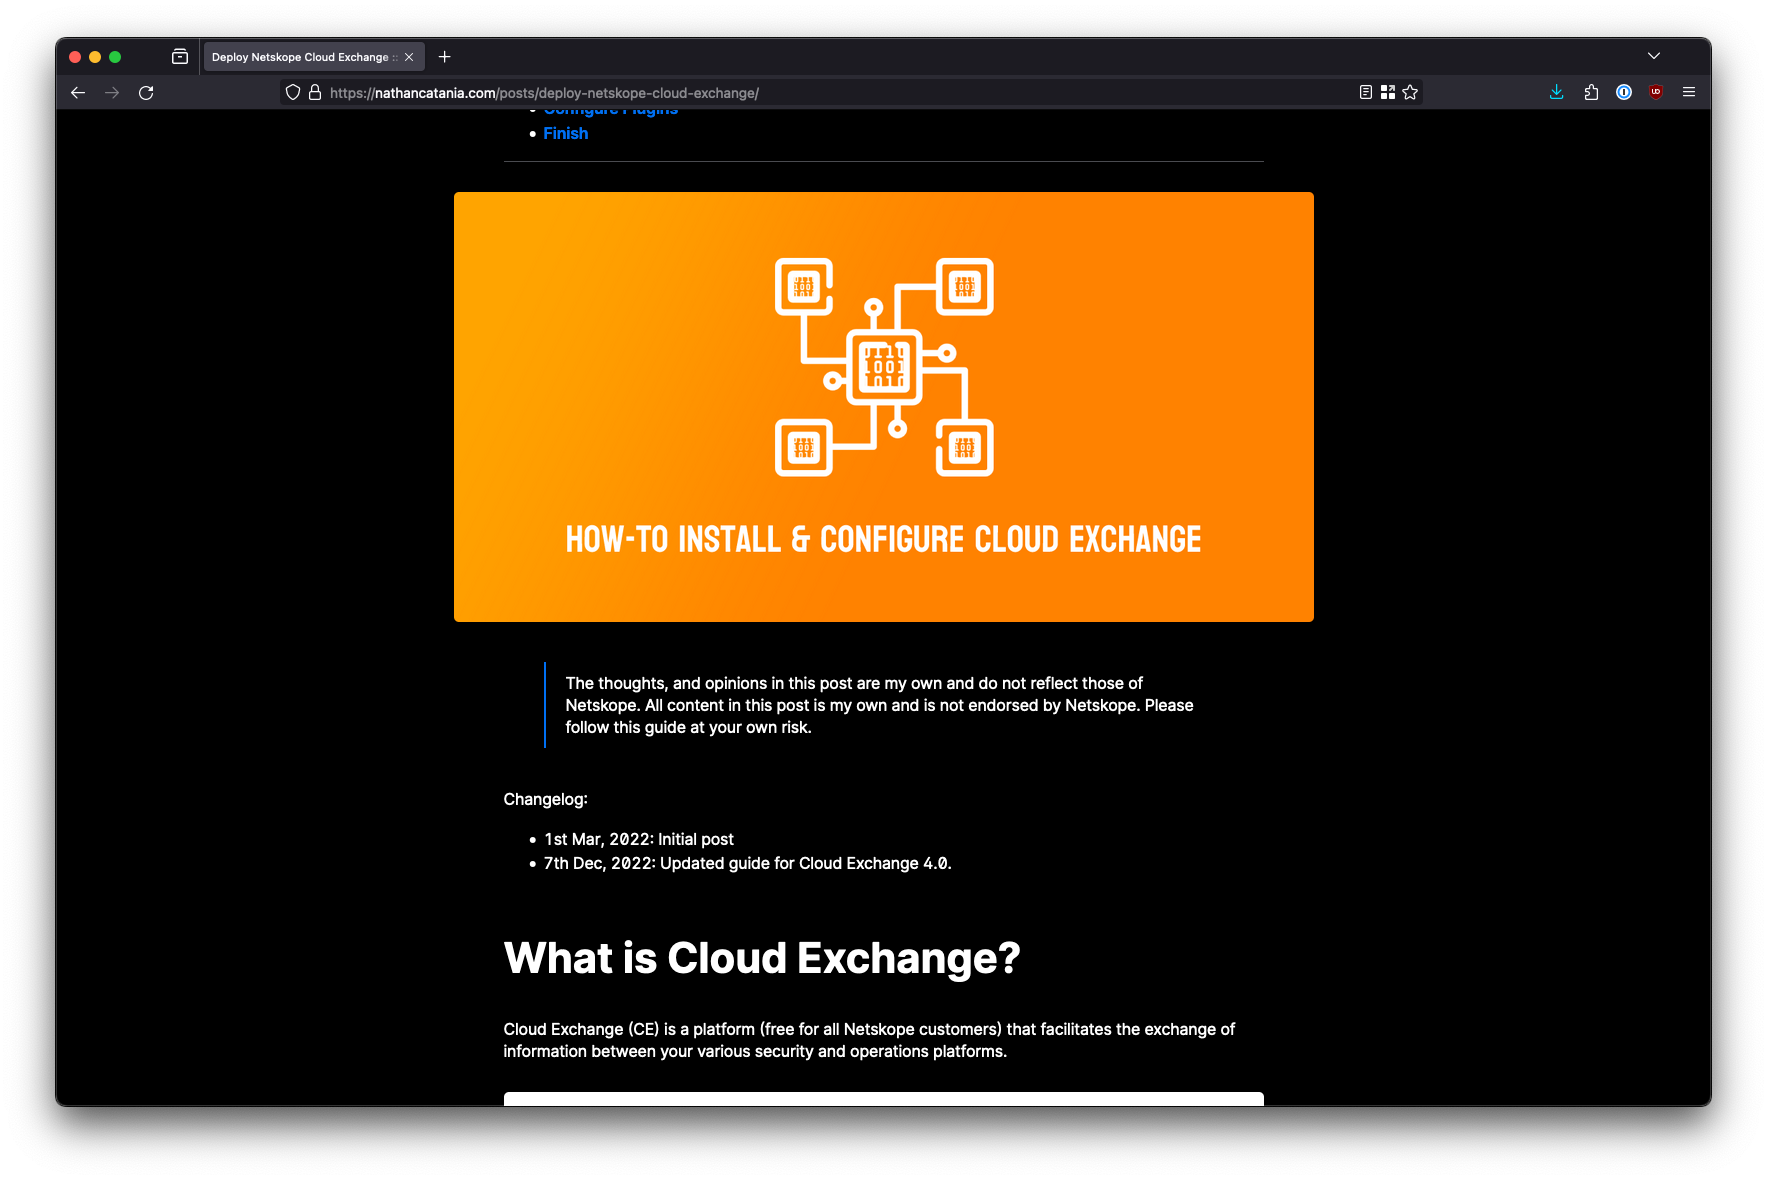 Deploy Netskope Cloud Exchange ::
https://nathancatania.com/posts/deploy-netskope-cloud-exchange/
Configure Plugins
Finish
1001
1010
HOW-TO INSTALL & CONFIGURE CLOUD EXCHANGE
The thoughts, and opinions in this post are my own and do not reflect those of
Netskope. All content in this post is my own and is not endorsed by Netskope. Please
follow this guide at your own risk.
Changelog:
1st Mar, 2022: Initial post
7th Dec, 2022: Updated guide for Cloud Exchange 4.0.
What is Cloud Exchange?
Cloud Exchange (CE) is a platform (free for all Netskope customers) that facilitates the exchange of
information between your various security and operations platforms.